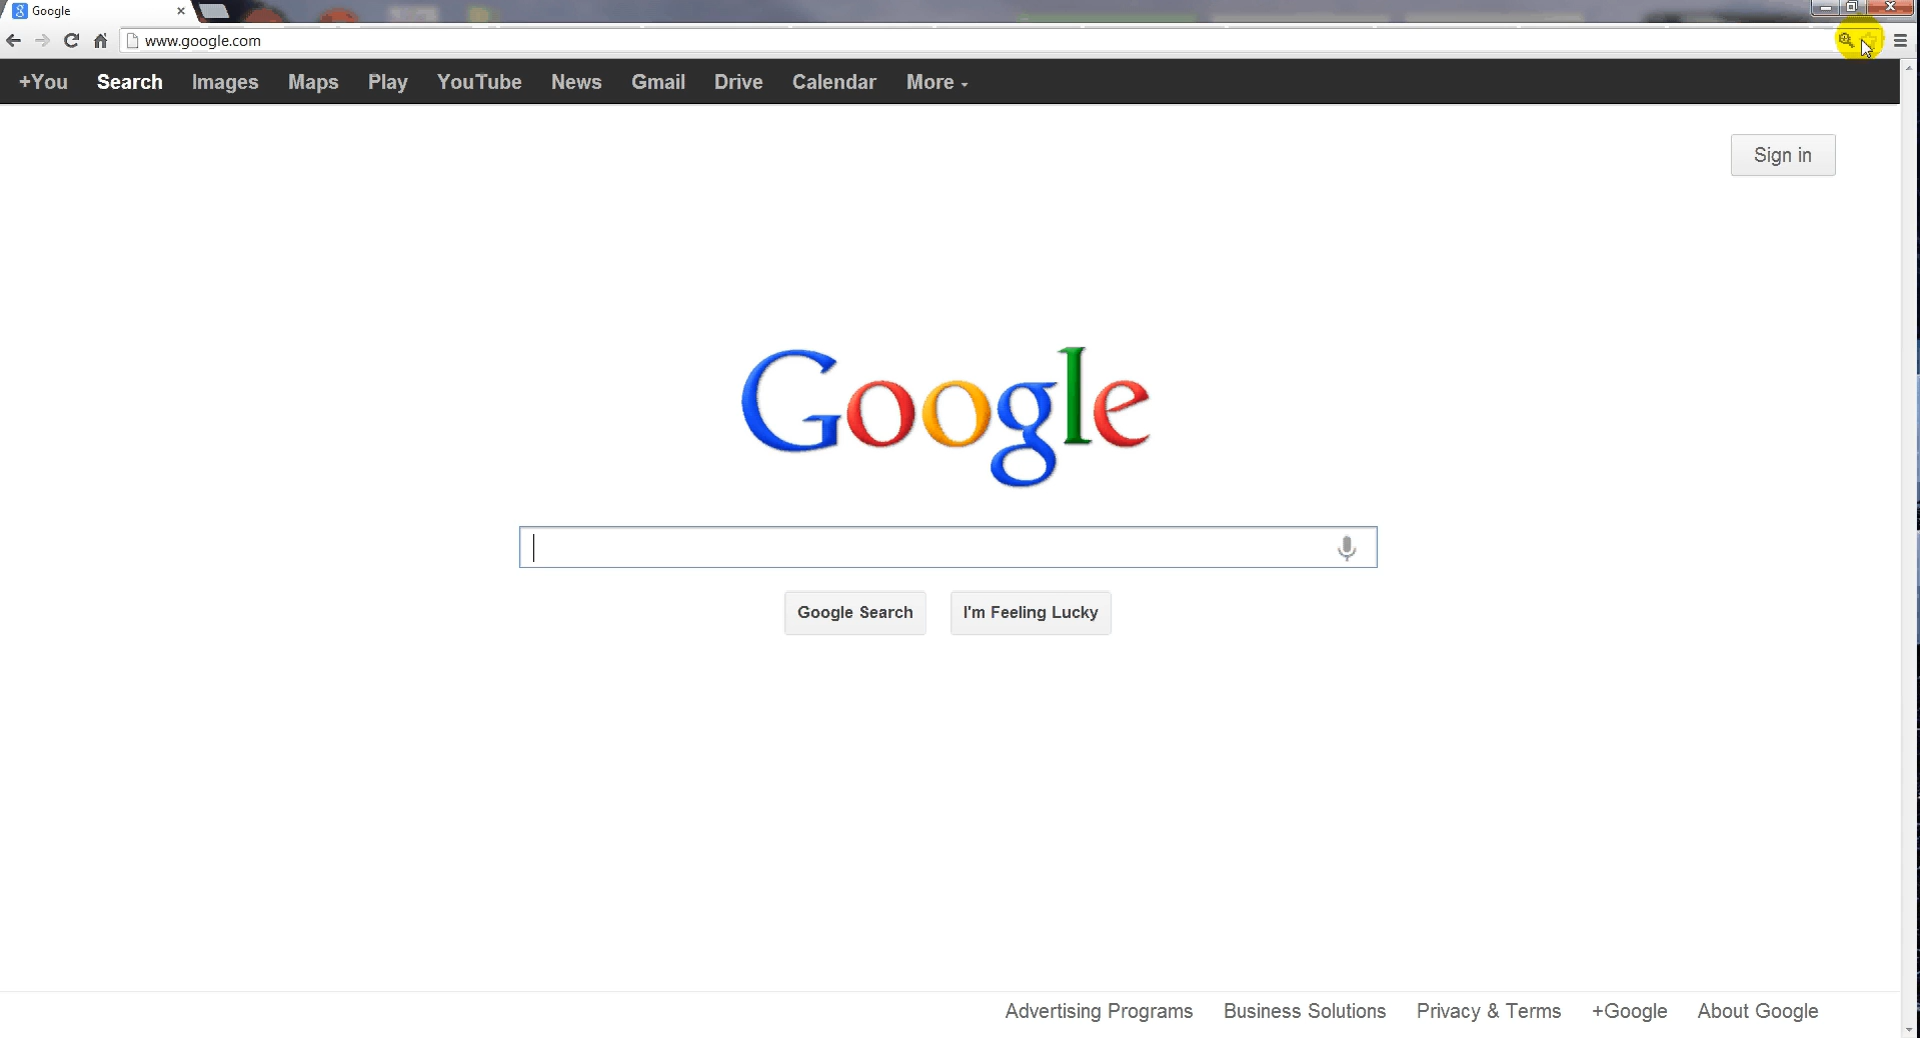 Google
www.google.com
+You Search Images Maps Play YouTube News Gmail Drive Calendar More
Sign in
Google
Google Search I'm Feeling Lucky
Advertising Programs Business Solutions Privacy & Terms +Google About Google